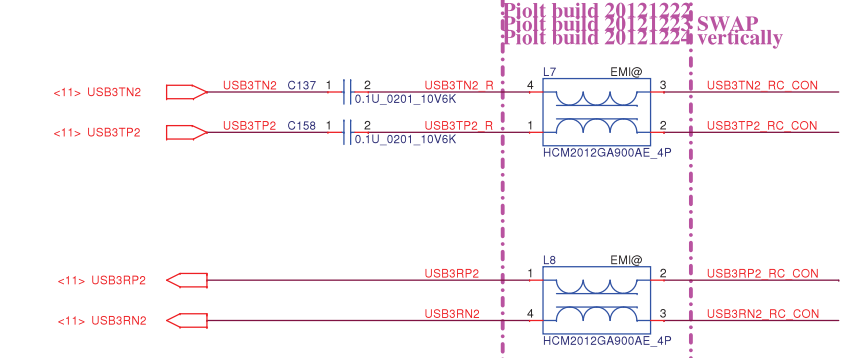 Piolt build 20121222
Piolt build 20121223 SWAP
Piolt build 20121224 vertically
L7 EMI@
<11> USB3TN2 USB3TN2 C137 1 2 USB3TN2_R 4 3 USB3TN2_RC_CON
0.1U_0201_10V6K
<11> USB3TP2 USB3TP2 C158 1 2 USB3TP2_R 1 2 USB3TP2_RC_CON
0.1U_0201_10V6K
HCM2012GA900AE_4P
L8 EMI@
<11> USB3RP2 USB3RP2 1 2 USB3RP2_RC_CON
<11> USB3RN2 USB3RN2 4 3 USB3RN2_RC_CON
HCM2012GA900AE_4P